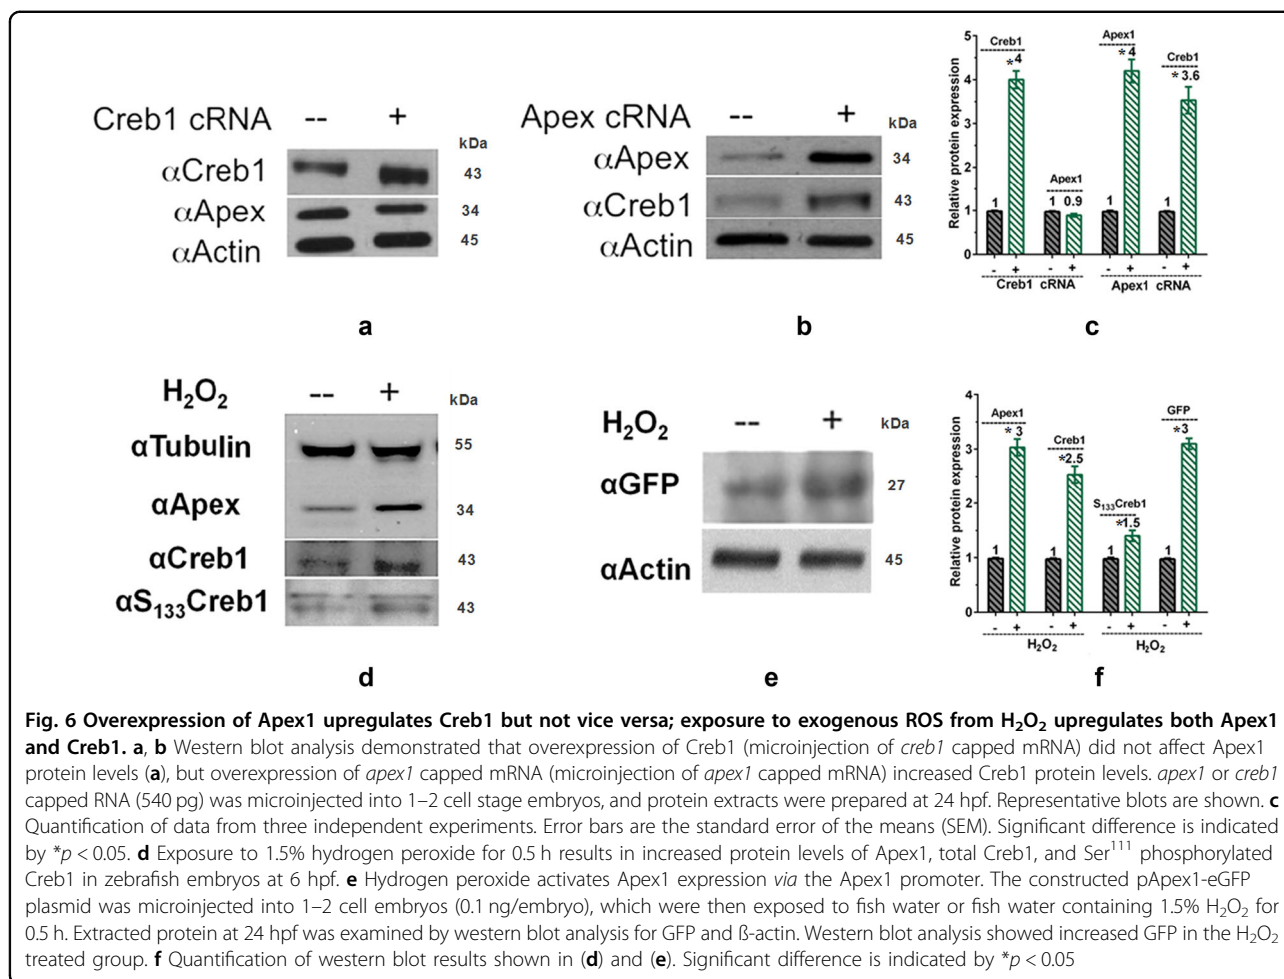 Creb1 cRNA -- +
kDa
αCreb1 43
αApex 34
αActin 45
a
Apex cRNA -- +
kDa
αApex 34
αCreb1 43
αActin 45
b
Relative protein expression
5
4
3
2
1
0
Creb1 Apex1 Apex1 Creb1
1 *4 1 0.9 1 *4 1 *3.6
- + - + - + - +
Creb1 cRNA Apex1 cRNA
c
H₂O₂ -- +
kDa
αTubulin 55
αApex 34
αCreb1 43
αS₁₃₃Creb1 43
d
H₂O₂ -- +
kDa
αGFP 27
αActin 45
e
Relative protein expression
4
3
2
1
0
Apex1 Creb1 S₁₃₃Creb1 GFP
1 *3 1 *2.5 1 *1.5 1 *3
- + - + - + - +
H₂O₂ H₂O₂
f
Fig. 6 Overexpression of Apex1 upregulates Creb1 but not vice versa; exposure to exogenous ROS from H₂O₂ upregulates both Apex1
and Creb1. a, b Western blot analysis demonstrated that overexpression of Creb1 (microinjection of creb1 capped mRNA) did not affect Apex1
protein levels (a), but overexpression of apex1 capped mRNA (microinjection of apex1 capped mRNA) increased Creb1 protein levels. apex1 or creb1
capped RNA (540 pg) was microinjected into 1–2 cell stage embryos, and protein extracts were prepared at 24 hpf. Representative blots are shown. c
Quantification of data from three independent experiments. Error bars are the standard error of the means (SEM). Significant difference is indicated
by *p < 0.05. d Exposure to 1.5% hydrogen peroxide for 0.5 h results in increased protein levels of Apex1, total Creb1, and Ser¹¹¹ phosphorylated
Creb1 in zebrafish embryos at 6 hpf. e Hydrogen peroxide activates Apex1 expression via the Apex1 promoter. The constructed pApex1-eGFP
plasmid was microinjected into 1–2 cell embryos (0.1 ng/embryo), which were then exposed to fish water or fish water containing 1.5% H₂O₂ for
0.5 h. Extracted protein at 24 hpf was examined by western blot analysis for GFP and ß-actin. Western blot analysis showed increased GFP in the H₂O₂
treated group. f Quantification of western blot results shown in (d) and (e). Significant difference is indicated by *p < 0.05